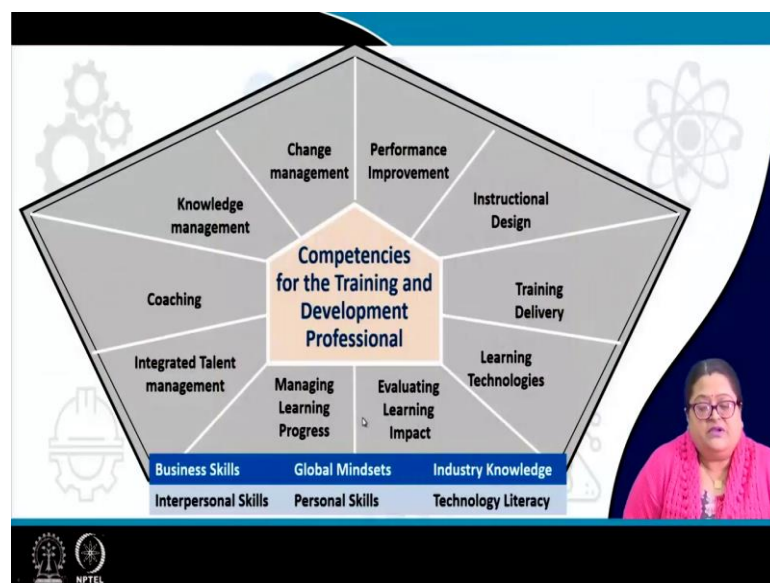 Change
management
Performance
Improvement
Knowledge
management
Instructional
Design
Competencies
for the Training and
Development
Professional
Coaching
Training
Delivery
Integrated Talent
management
Learning
Technologies
Managing
Learning
Progress
Evaluating
Learning
Impact
Business Skills Global Mindsets Industry Knowledge
Interpersonal Skills Personal Skills Technology Literacy
NPTEL